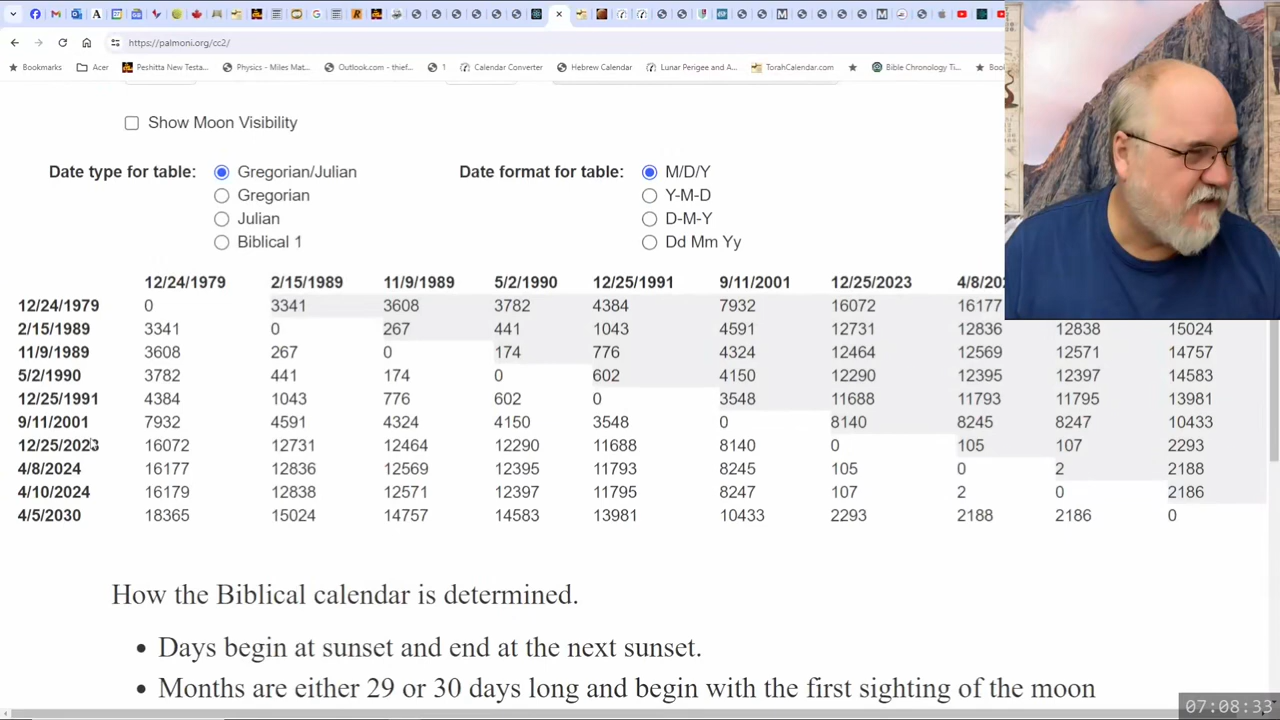 https://palmoni.org/cc2/
Bookmarks Acer Peshitta New Testa... Physics - Miles Mat... Outlook.com - thief... 1 Calendar Converter Hebrew Calendar Lunar Perigee and A... TorahCalendar.com Bible Chronology Ti...
Show Moon Visibility
Date type for table: Gregorian/Julian Date format for table: M/D/Y
Gregorian Y-M-D
Julian D-M-Y
Biblical 1 Dd Mm Yy
12/24/1979 2/15/1989 11/9/1989 5/2/1990 12/25/1991 9/11/2001 12/25/2023
12/24/1979 0 3341 3608 3782 4384 7932 16072 16177
2/15/1989 3341 0 267 441 1043 4591 12731 12836 12838 15024
11/9/1989 3608 267 0 174 776 4324 12464 12569 12571 14757
5/2/1990 3782 441 174 0 602 4150 12290 12395 12397 14583
12/25/1991 4384 1043 776 602 0 3548 11688 11793 11795 13981
9/11/2001 7932 4591 4324 4150 3548 0 8140 8245 8247 10433
12/25/2023 16072 12731 12464 12290 11688 8140 0 105 107 2293
4/8/2024 16177 12836 12569 12395 11793 8245 105 0 2 2188
4/10/2024 16179 12838 12571 12397 11795 8247 107 2 0 2186
4/5/2030 18365 15024 14757 14583 13981 10433 2293 2188 2186 0
How the Biblical calendar is determined.
• Days begin at sunset and end at the next sunset.
• Months are either 29 or 30 days long and begin with the first sighting of the moon
07:08:33